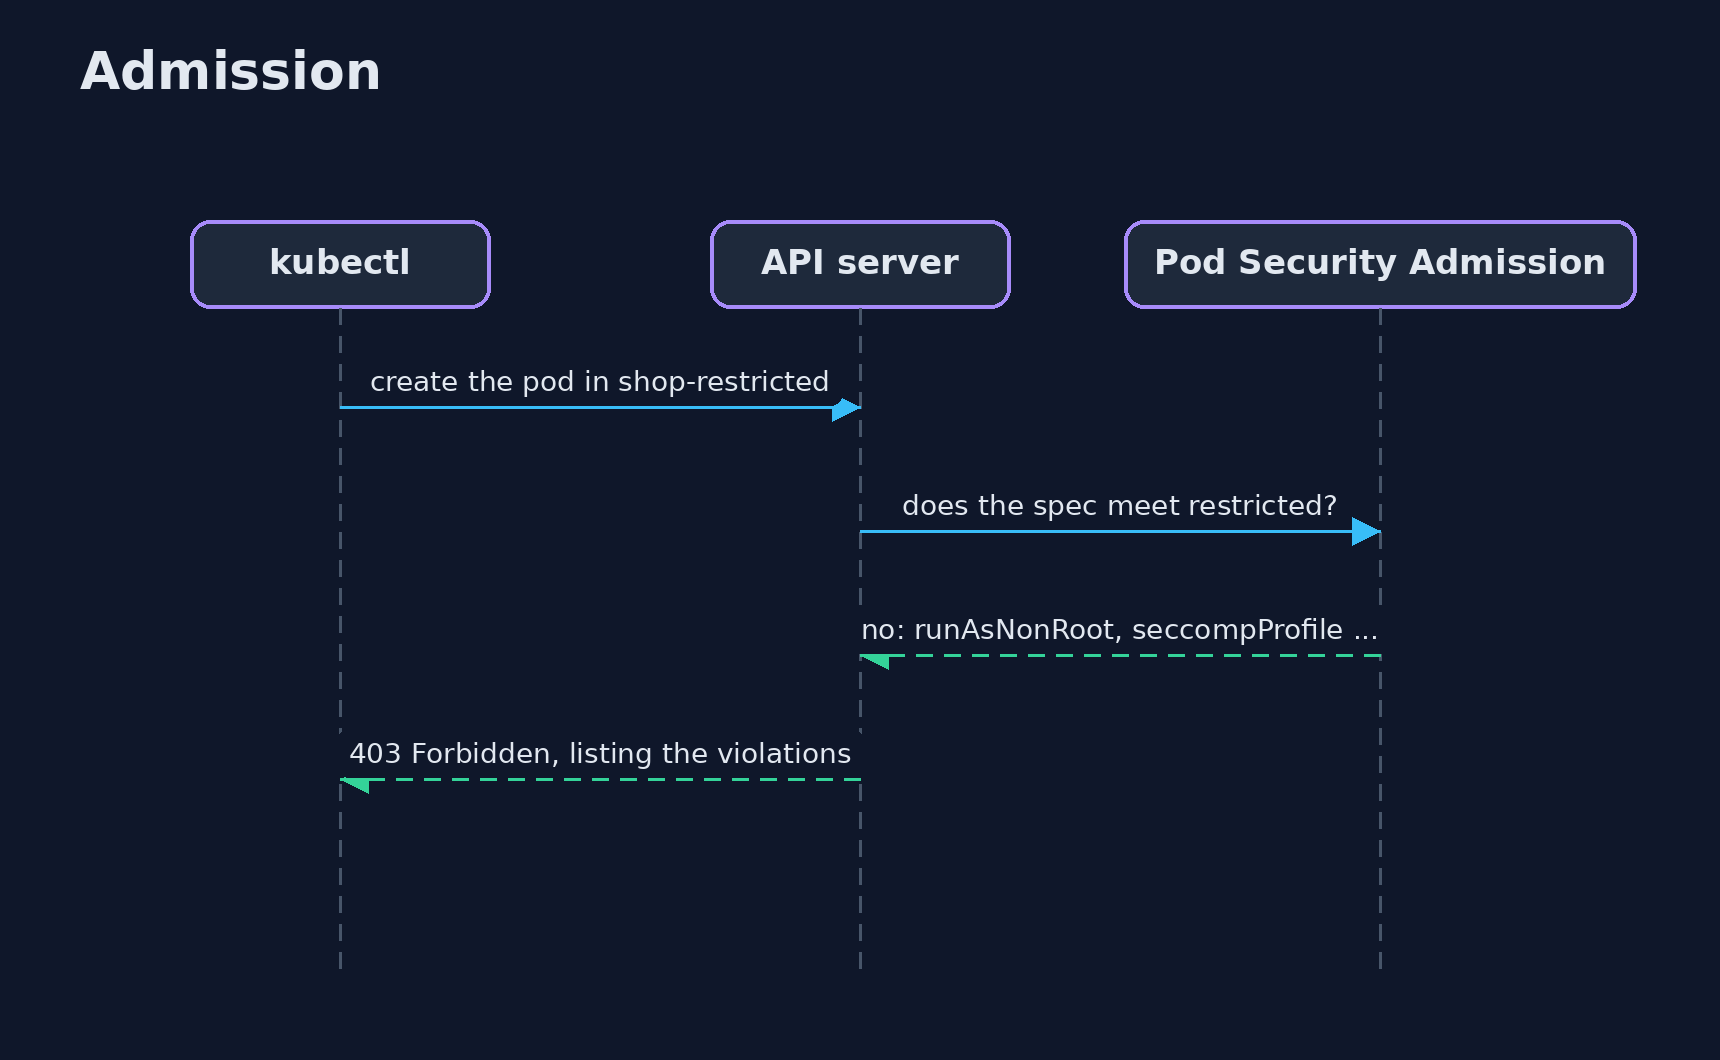 Admission
kubectl
API server
Pod Security Admission
create the pod in shop-restricted
does the spec meet restricted?
no: runAsNonRoot, seccompProfile ...
403 Forbidden, listing the violations